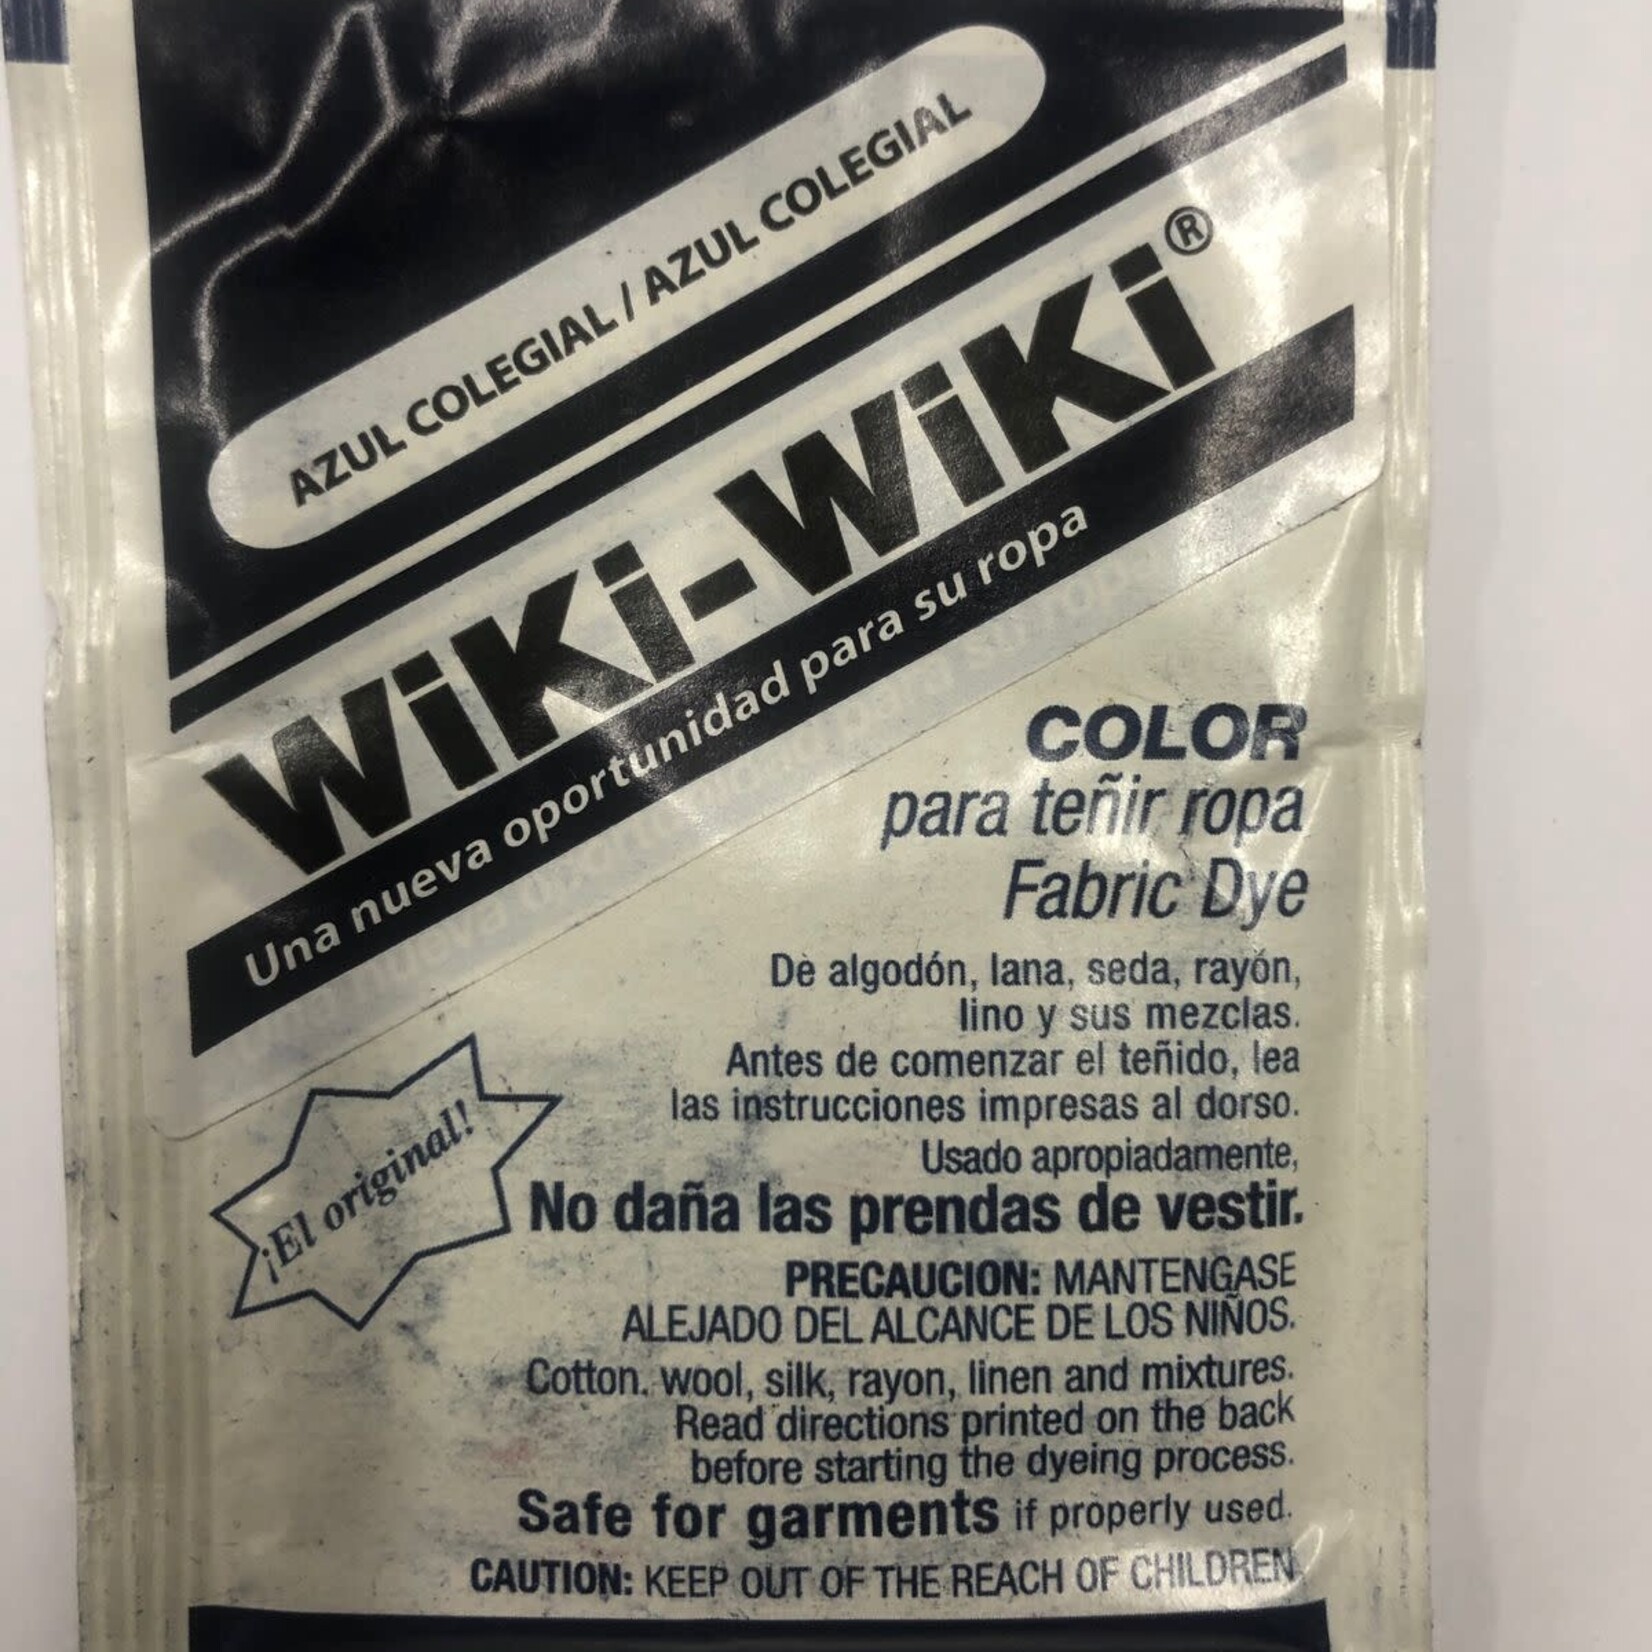 AZUL COLEGIAL / AZUL COLEGIAL
WiKi-WiKi®
Una nueva oportunidad para su ropa
COLOR
para teñir ropa
Fabric Dye
De algodón, lana, seda, rayón,
lino y sus mezclas.
Antes de comenzar el teñido, lea
las instrucciones impresas al dorso.
Usado apropiadamente,
No daña las prendas de vestir.
¡El original!
PRECAUCION: MANTENGASE
ALEJADO DEL ALCANCE DE LOS NIÑOS.
Cotton, wool, silk, rayon, linen and mixtures.
Read directions printed on the back
before starting the dyeing process.
Safe for garments if properly used.
CAUTION: KEEP OUT OF THE REACH OF CHILDREN.